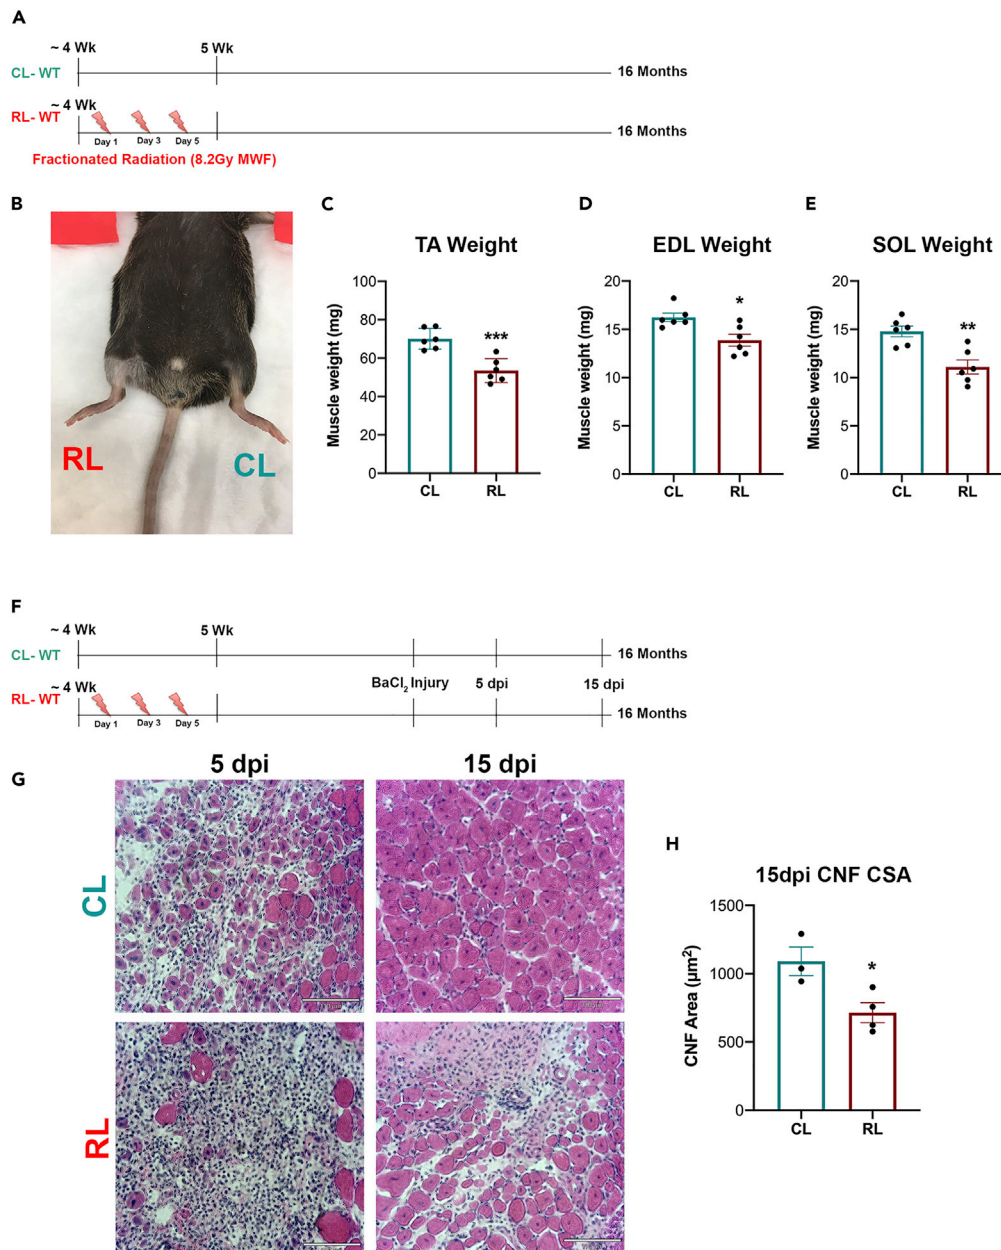 A
~ 4 Wk
5 Wk
CL- WT
16 Months
~ 4 Wk
RL- WT
Day 1
Day 3
Day 5
16 Months
Fractionated Radiation (8.2Gy MWF)
B
RL
CL
C
TA Weight
Muscle weight (mg)
100
80
60
40
20
0
***
CL
RL
D
EDL Weight
Muscle weight (mg)
20
15
10
5
0
*
CL
RL
E
SOL Weight
Muscle weight (mg)
20
15
10
5
0
**
CL
RL
F
~ 4 Wk
5 Wk
CL- WT
16 Months
BaCl₂ Injury
5 dpi
15 dpi
~ 4 Wk
RL- WT
Day 1
Day 3
Day 5
16 Months
G
5 dpi
15 dpi
CL
RL
H
15dpi CNF CSA
CNF Area (µm²)
1500
1000
500
0
*
CL
RL